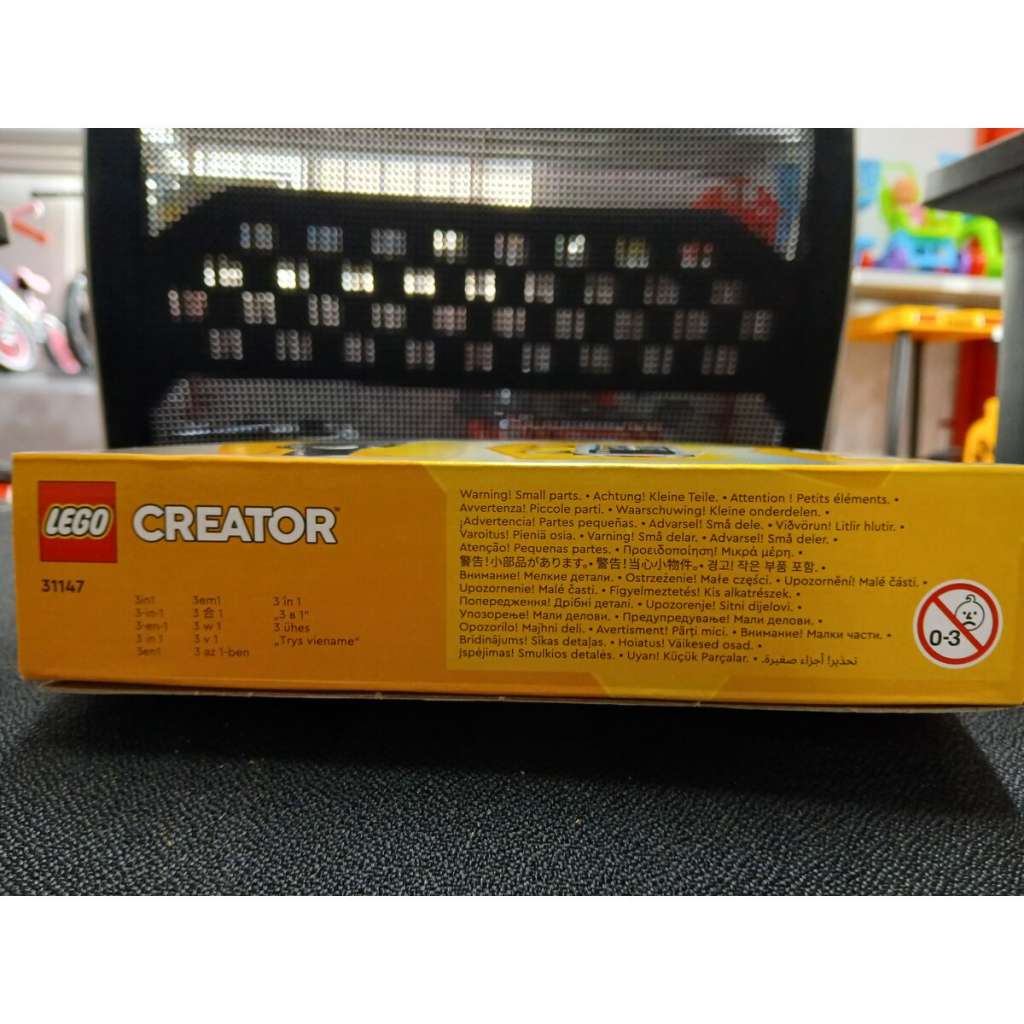 LEGO
CREATOR
31147
3in1
3-in-1
3-en-1
3 in 1
3en1
3em1
3 合 1
3 w 1
3 v 1
3 az 1-ben
3 în 1
„3 в 1“
3 ühes
„Trys viename“
Warning! Small parts. • Achtung! Kleine Teile. • Attention ! Petits éléments. •
Avvertenza! Piccole parti. • Waarschuwing! Kleine onderdelen. •
¡Advertencia! Partes pequeñas. • Advarsel! Små dele. • Viðvörun! Litlir hlutir. •
Varoitus! Pieniä osia. • Varning! Små delar. • Advarsel! Små deler. •
Atenção! Pequenas partes. • Προειδοποίηση! Μικρά μέρη. •
警告!小部品があります。• 警告!当心小物件。• 경고! 작은 부품 포함. •
Внимание! Мелкие детали. • Ostrzeżenie! Małe części. • Upozornění! Malé části. •
Upozornenie! Malé časti. • Figyelmeztetés! Kis alkatrészek. •
Попередження! Дрібні деталі. • Upozorenje! Sitni dijelovi. •
Упозорење! Мали делови. • Предупредување! Мали делови. •
Opozorilo! Majhni deli. • Avertisment! Părți mici. • Внимание! Малки части. •
Brīdinājums! Sīkas detaļas. • Hoiatus! Väikesed osad. •
Įspėjimas! Smulkios detalės. • Uyarı! Küçük Parçalar. • تحذير! أجزاء صغيرة.
0-3